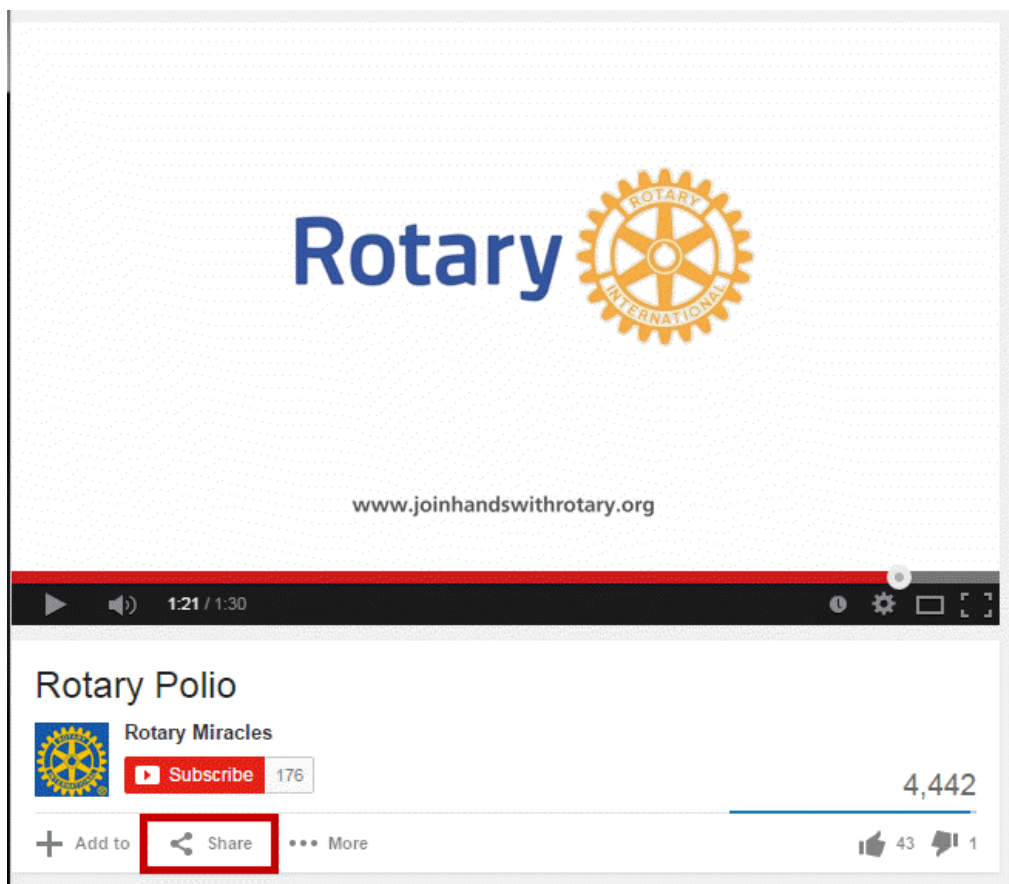 Rotary
ROTARY
INTERNATIONAL
www.joinhandswithrotary.org
1:21 / 1:30
Rotary Polio
Rotary Miracles
Subscribe 176
4,442
Add to Share More 43 1